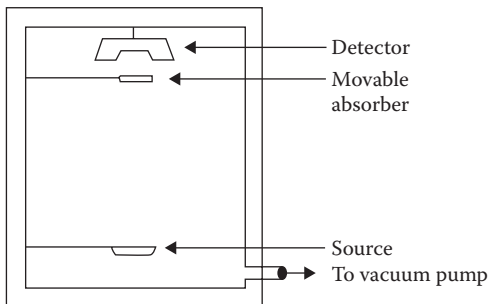 Detector
Movable
absorber
Source
To vacuum pump